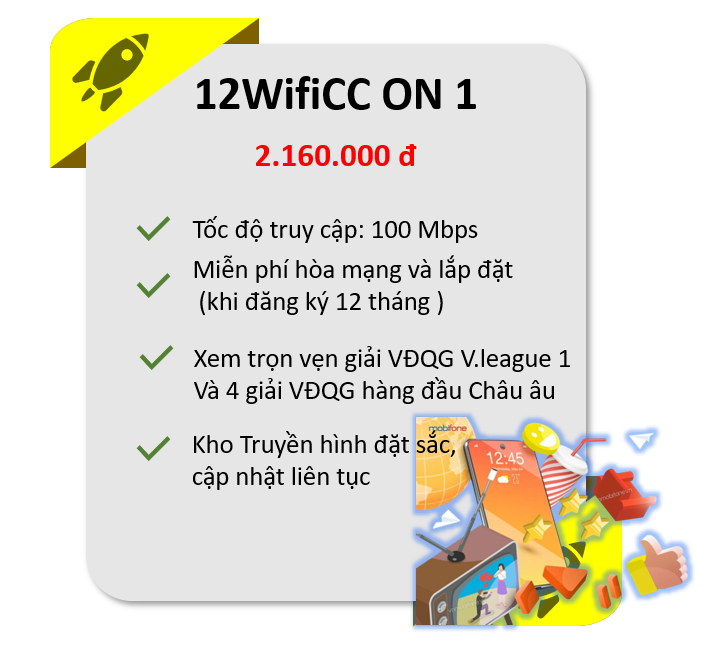 12WifiCC ON 1
2.160.000 đ
Tốc độ truy cập: 100 Mbps
Miễn phí hòa mạng và lắp đặt
(khi đăng ký 12 tháng )
Xem trọn vẹn giải VĐQG V.league 1
Và 4 giải VĐQG hàng đầu Châu âu
Kho Truyền hình đặt sắc,
cập nhật liên tục
mobifone
12:45